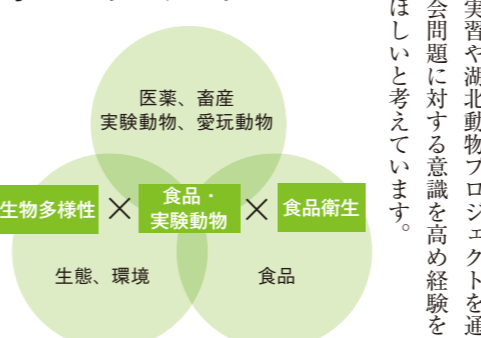 実習や湖北動物プロジェクトを通
会問題に対する意識を高め経験を
ほしいと考えています。
医薬、畜産
実験動物、愛玩動物
生物多様性 × 食品・実験動物 × 食品衛生
生態、環境
食品